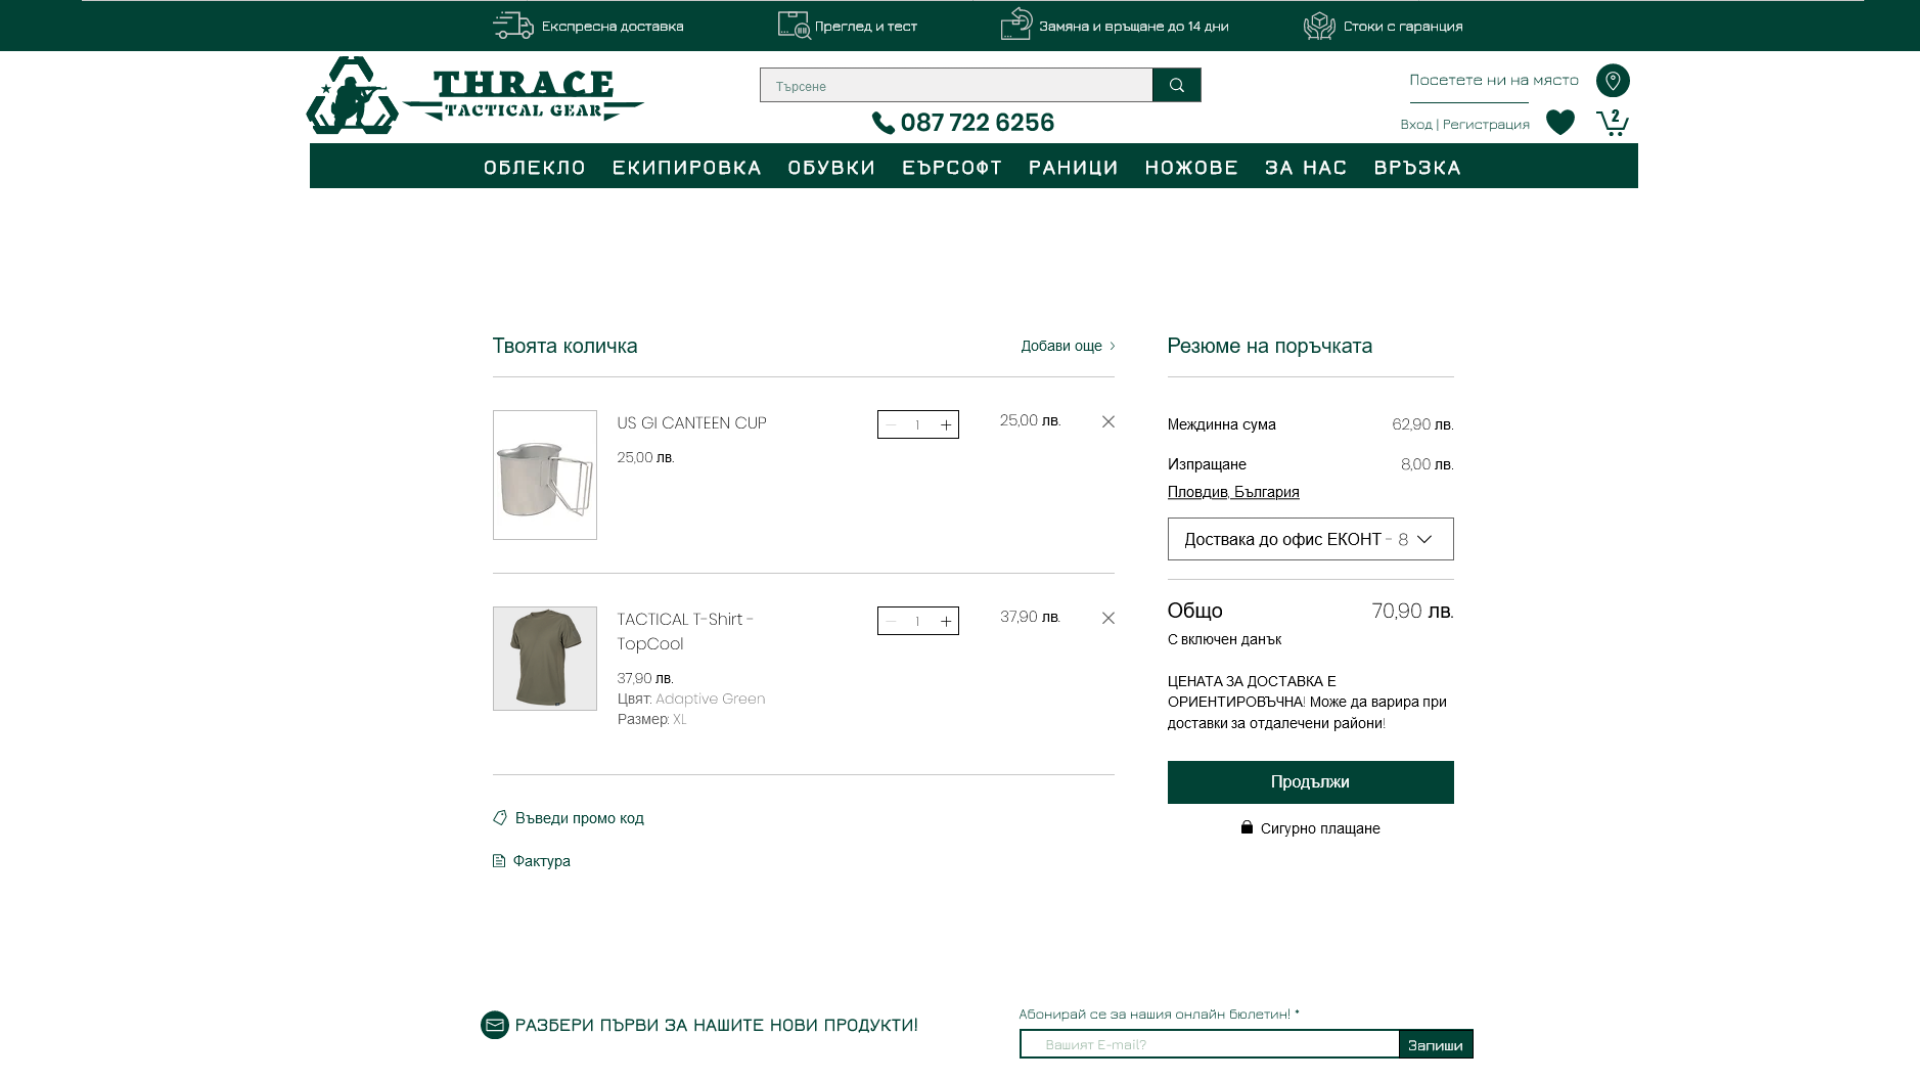 Експресна доставка
Преглед и тест
Замяна и връщане до 14 дни
Стоки с гаранция
THRACE
TACTICAL GEAR
Търсене
087 722 6256
Посетете ни на място
Вход | Регистрация
2
ОБЛЕКЛО ЕКИПИРОВКА ОБУВКИ ЕЪРСОФТ РАНИЦИ НОЖОВЕ ЗА НАС ВРЪЗКА
Твоята количка
Добави още
US GI CANTEEN CUP
25,00 лв.
1
25,00 лв.
TACTICAL T-Shirt -
TopCool
37,90 лв.
Цвят: Adaptive Green
Размер: XL
1
37,90 лв.
Въведи промо код
Фактура
Резюме на поръчката
Междинна сума 62,90 лв.
Изпращане 8,00 лв.
Пловдив, България
Доствака до офис ЕКОНТ - 8
Общо 70,90 лв.
С включен данък
ЦЕНАТА ЗА ДОСТАВКА Е
ОРИЕНТИРОВЪЧНА! Може да варира при
доставки за отдалечени райони!
Продължи
Сигурно плащане
РАЗБЕРИ ПЪРВИ ЗА НАШИТЕ НОВИ ПРОДУКТИ!
Абонирай се за нашия онлайн бюлетин! *
Вашият E-mail?
Запиши